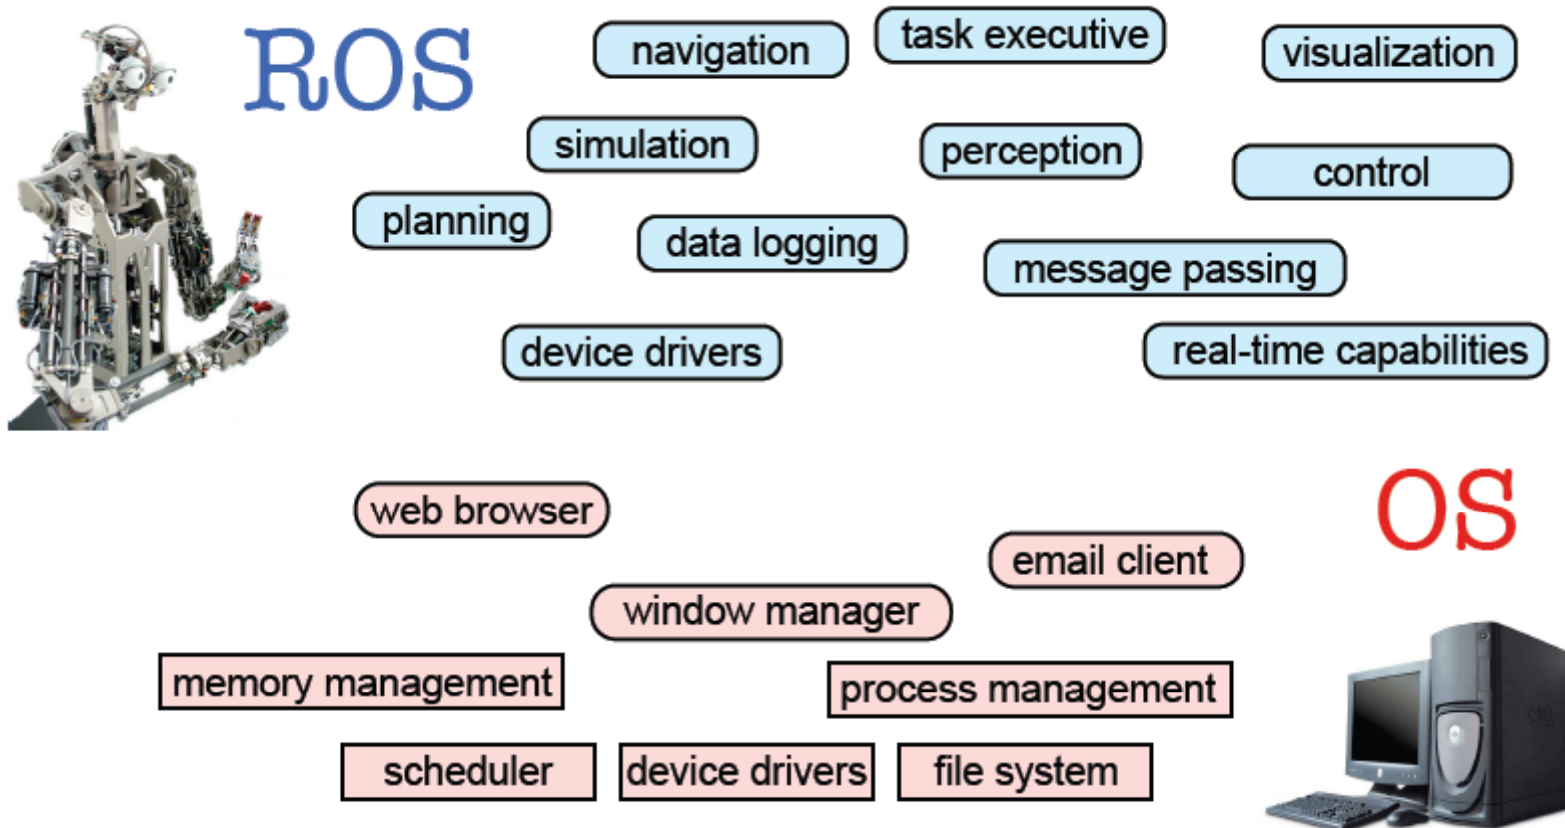 ROS
navigation
task executive
visualization
simulation
perception
control
planning
data logging
message passing
device drivers
real-time capabilities
web browser
OS
email client
window manager
memory management
process management
scheduler
device drivers
file system